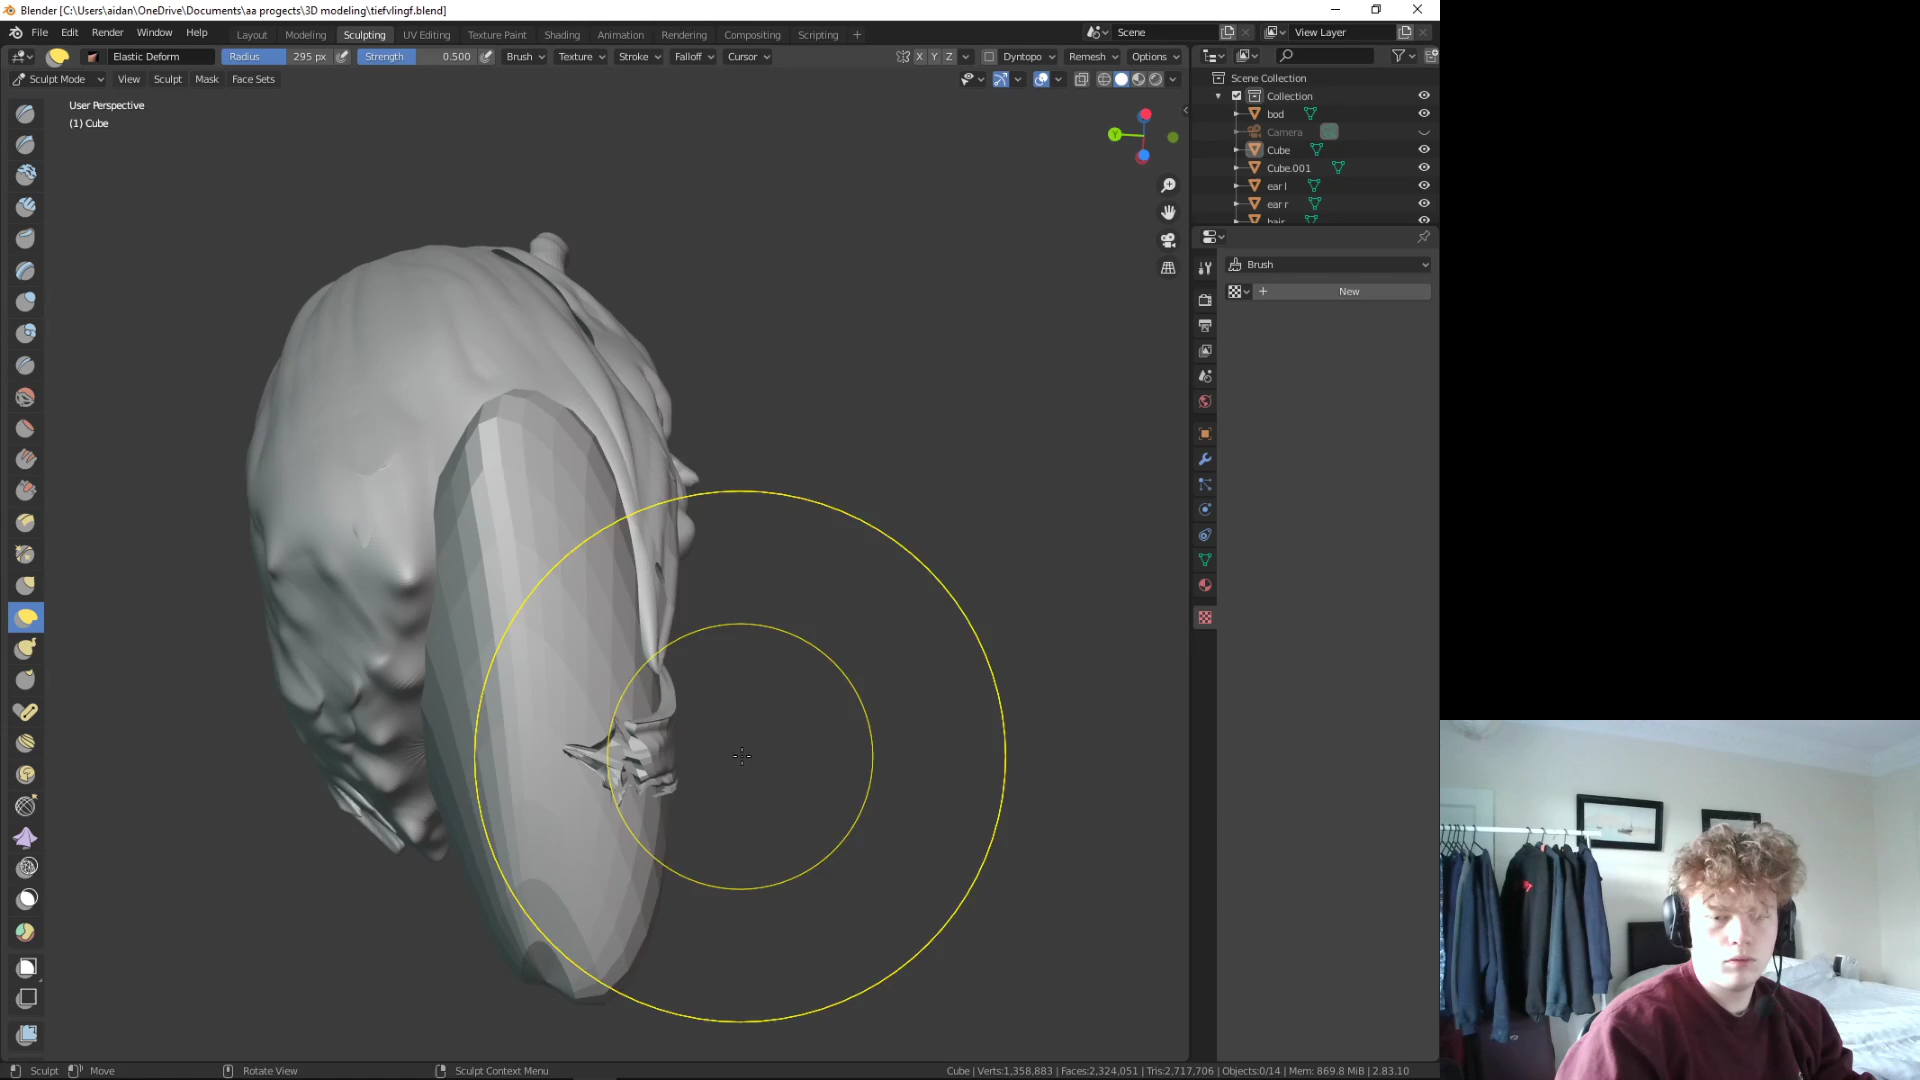 Blender [C:\Users\aidan\OneDrive\Documents\aa progects\3D modeling\tiefvlingf.blend]
File Edit Render Window Help Layout Modeling Sculpting UV Editing Texture Paint Shading Animation Rendering Compositing Scripting + Scene View Layer
Elastic Deform Radius 295 px Strength 0.500 Brush Texture Stroke Falloff Cursor X Y Z Dyntopo Remesh Options
Sculpt Mode View Sculpt Mask Face Sets
User Perspective
(1) Cube
Y
Scene Collection
Collection
bod
Camera
Cube
Cube.001
ear l
ear r
hair
Brush
+ New
Sculpt Move Rotate View Sculpt Context Menu Cube | Verts:1,358,883 | Faces:2,324,051 | Tris:2,717,706 | Objects:0/14 | Mem: 869.8 MiB | 2.83.10